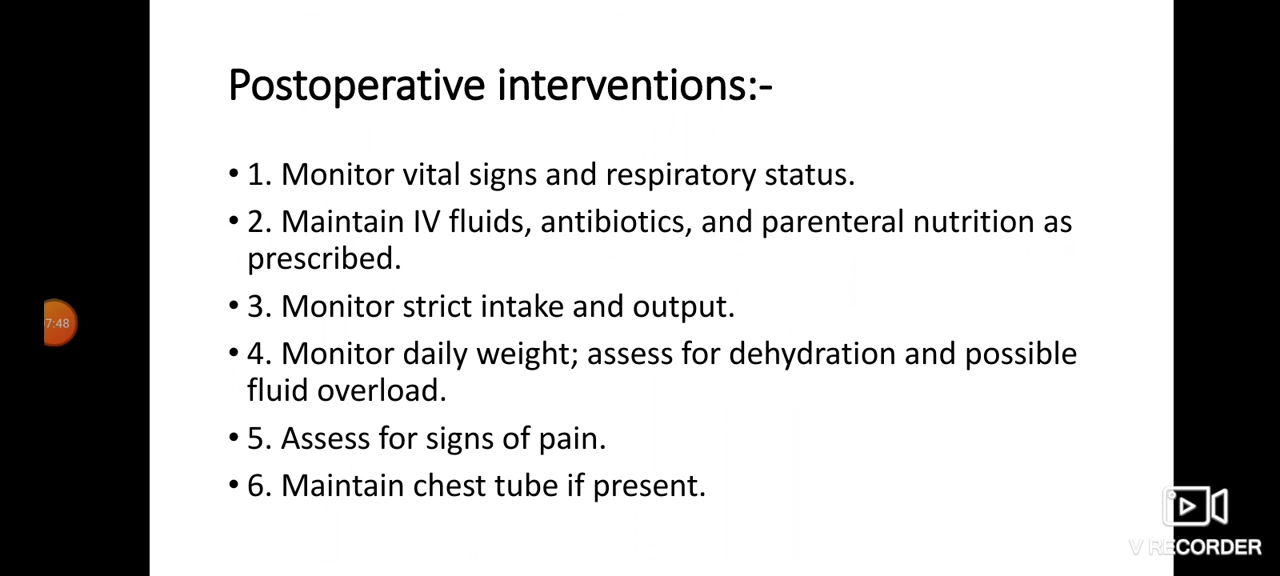 Postoperative interventions:-
• 1. Monitor vital signs and respiratory status.
• 2. Maintain IV fluids, antibiotics, and parenteral nutrition as
prescribed.
• 3. Monitor strict intake and output.
7:48
• 4. Monitor daily weight; assess for dehydration and possible
fluid overload.
• 5. Assess for signs of pain.
• 6. Maintain chest tube if present.
V RECORDER